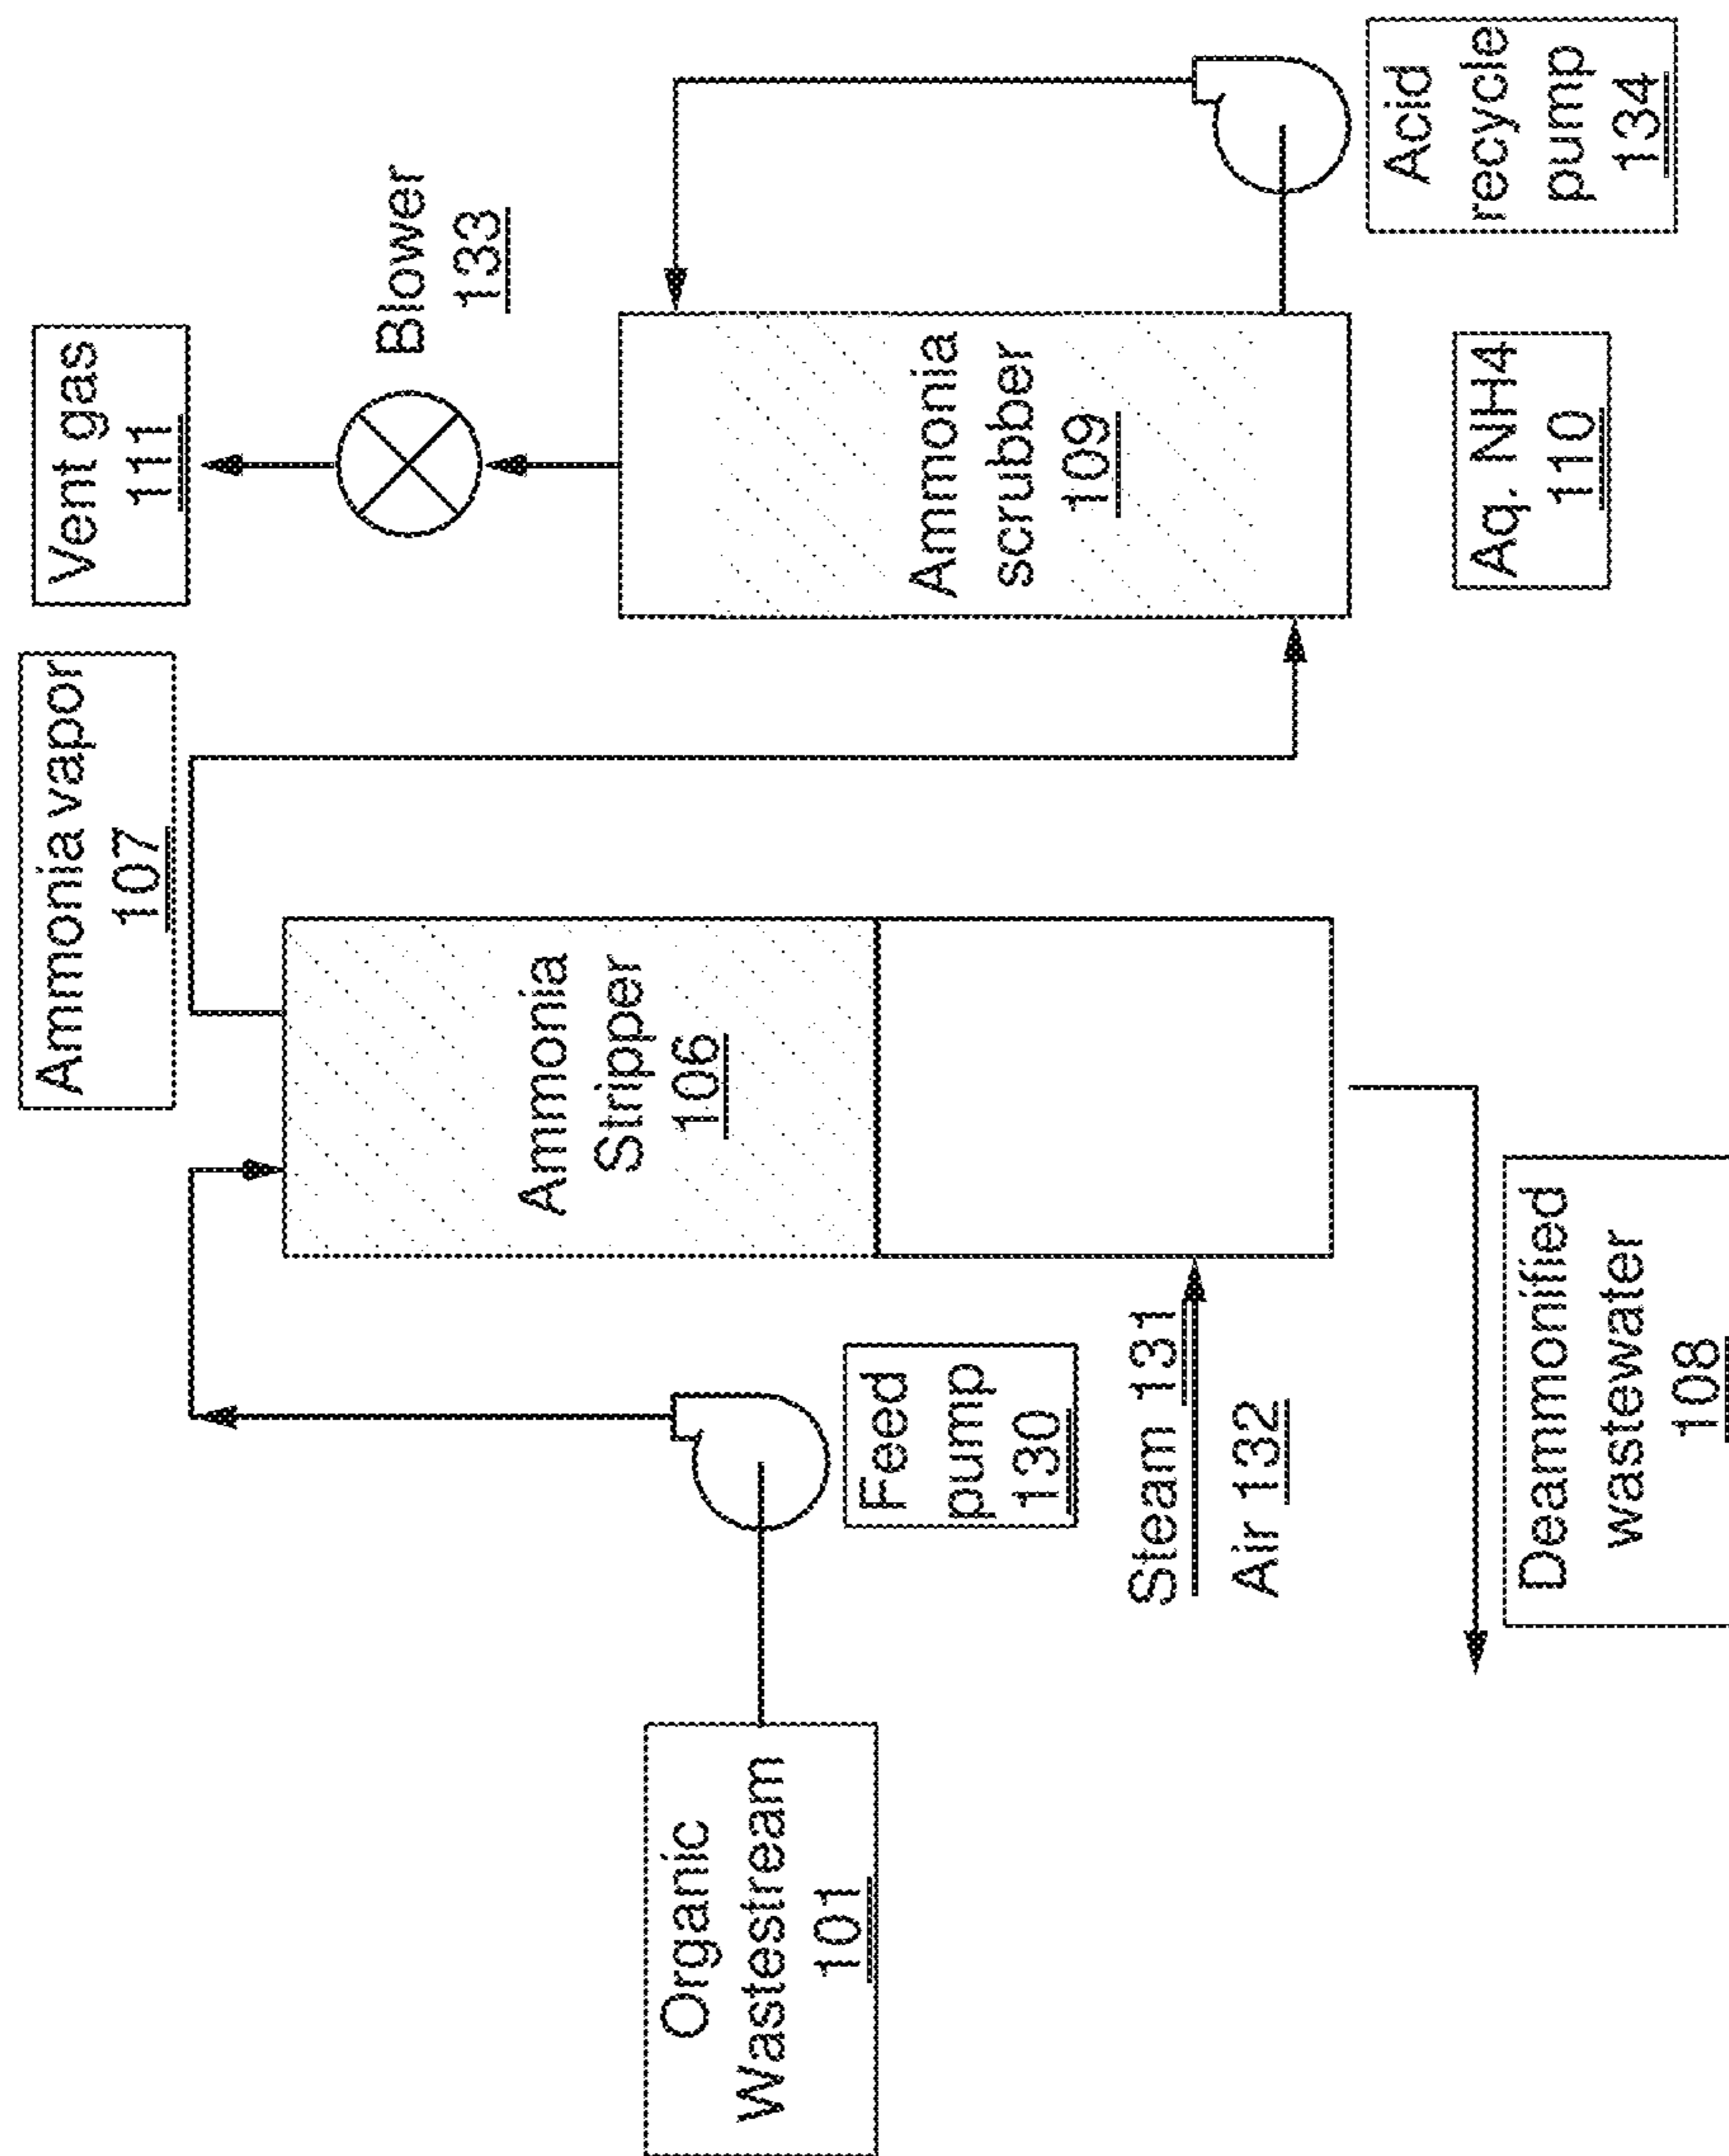 Organic
Wastestream
101
Feed
pump
130
Steam 131
Air 132
Deammonified
wastewater
108
Ammonia
Stripper
106
Ammonia vapor
107
Vent gas
111
Blower
133
Ammonia
scrubber
109
Aq. NH4
110
Acid
recycle
pump
134